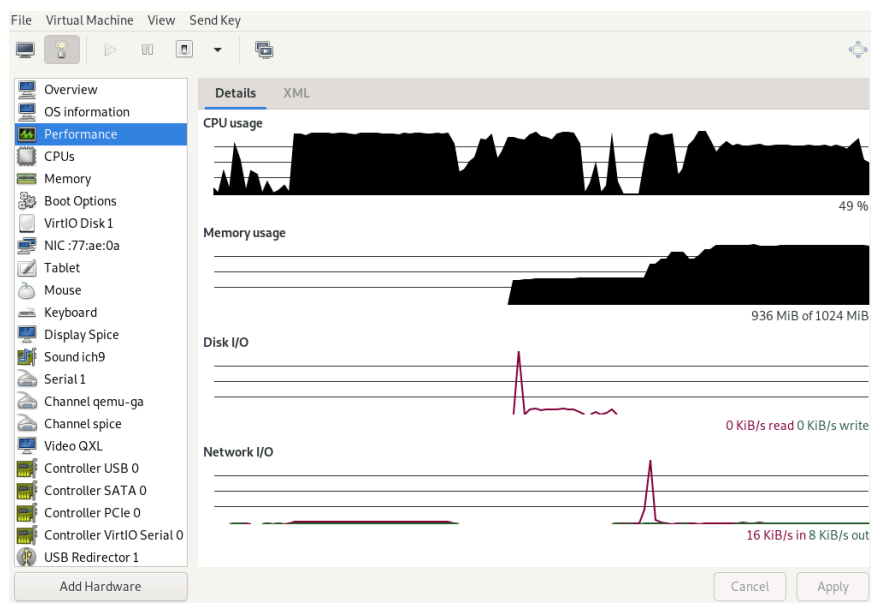 File Virtual Machine View Send Key
Overview
OS information
Performance
CPUs
Memory
Boot Options
VirtIO Disk 1
NIC :77:ae:0a
Tablet
Mouse
Keyboard
Display Spice
Sound ich9
Serial 1
Channel qemu-ga
Channel spice
Video QXL
Controller USB 0
Controller SATA 0
Controller PCIe 0
Controller VirtIO Serial 0
USB Redirector 1
Add Hardware
Details XML
CPU usage
49 %
Memory usage
936 MiB of 1024 MiB
Disk I/O
0 KiB/s read 0 KiB/s write
Network I/O
16 KiB/s in 8 KiB/s out
Cancel Apply